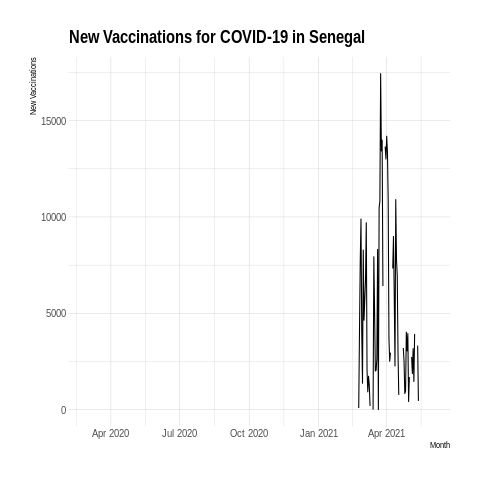 New Vaccinations for COVID-19 in Senegal
New Vaccinations
15000
10000
5000
0
Apr 2020 Jul 2020 Oct 2020 Jan 2021 Apr 2021
Month